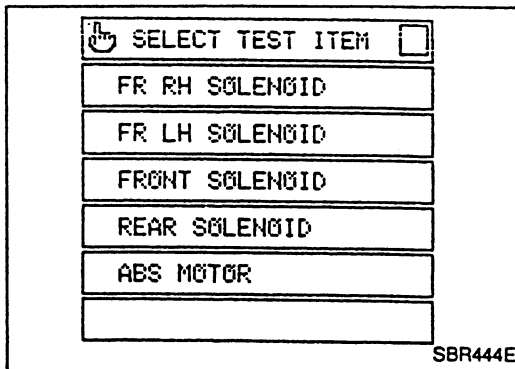 SELECT TEST ITEM
FR RH SOLENOID
FR LH SOLENOID
FRONT SOLENOID
REAR SOLENOID
ABS MOTOR
SBR444E